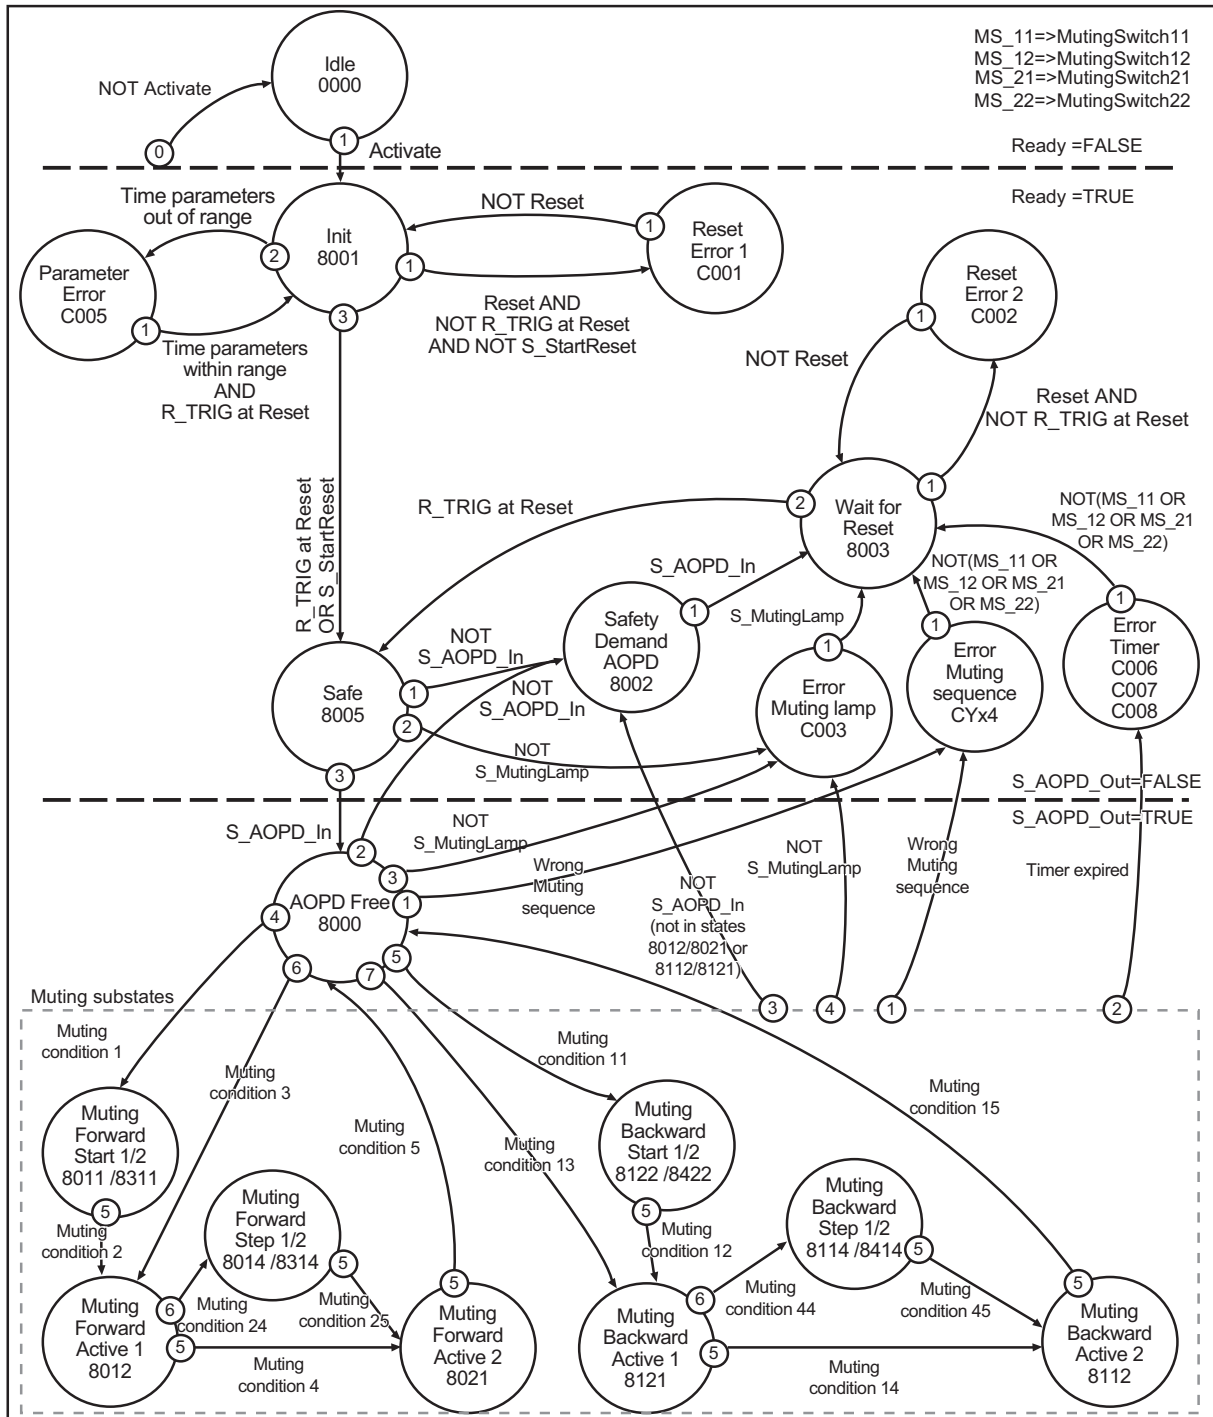 MS_11=>MutingSwitch11
MS_12=>MutingSwitch12
MS_21=>MutingSwitch21
MS_22=>MutingSwitch22
Idle
0000
NOT Activate
0
1
Activate
Ready =FALSE
Ready =TRUE
Time parameters
out of range
Init
8001
2
1
3
NOT Reset
1
Reset
Error 1
C001
Parameter
Error
C005
1
Time parameters
within range
AND
R_TRIG at Reset
Reset AND
NOT R_TRIG at Reset
AND NOT S_StartReset
Reset
Error 2
C002
1
NOT Reset
Reset AND
NOT R_TRIG at Reset
R_TRIG at Reset
OR S_StartReset
R_TRIG at Reset
2
Wait for
Reset
8003
1
NOT(MS_11 OR
MS_12 OR MS_21
OR MS_22)
S_AOPD_In
NOT(MS_11 OR
MS_12 OR MS_21
OR MS_22)
Safety
Demand
AOPD
8002
1
S_MutingLamp
1
1
1
Error
Timer
C006
C007
C008
Error
Muting
sequence
CYx4
Error
Muting lamp
C003
NOT
S_AOPD_In
NOT
S_AOPD_In
Safe
8005
1
2
3
NOT
S_MutingLamp
S_AOPD_Out=FALSE
S_AOPD_Out=TRUE
S_AOPD_In
NOT
S_MutingLamp
Wrong
Muting
sequence
NOT
S_AOPD_In
(not in states
8012/8021 or
8112/8121)
NOT
S_MutingLamp
Wrong
Muting
sequence
Timer expired
2
3
1
AOPD Free
8000
4
5
6
7
3
4
1
2
Muting substates
Muting
condition 1
Muting
condition 3
Muting
condition 5
Muting
condition 11
Muting
condition 13
Muting
condition 15
Muting
Forward
Start 1/2
8011 /8311
5
Muting
condition 2
Muting
Forward
Step 1/2
8014 /8314
5
Muting
Backward
Start 1/2
8122 /8422
5
Muting
condition 12
Muting
Backward
Step 1/2
8114 /8414
5
Muting
Forward
Active 1
8012
6
5
Muting
condition 24
Muting
condition 25
Muting
condition 4
5
Muting
Forward
Active 2
8021
Muting
Backward
Active 1
8121
6
5
Muting
condition 44
Muting
condition 45
Muting
condition 14
5
Muting
Backward
Active 2
8112